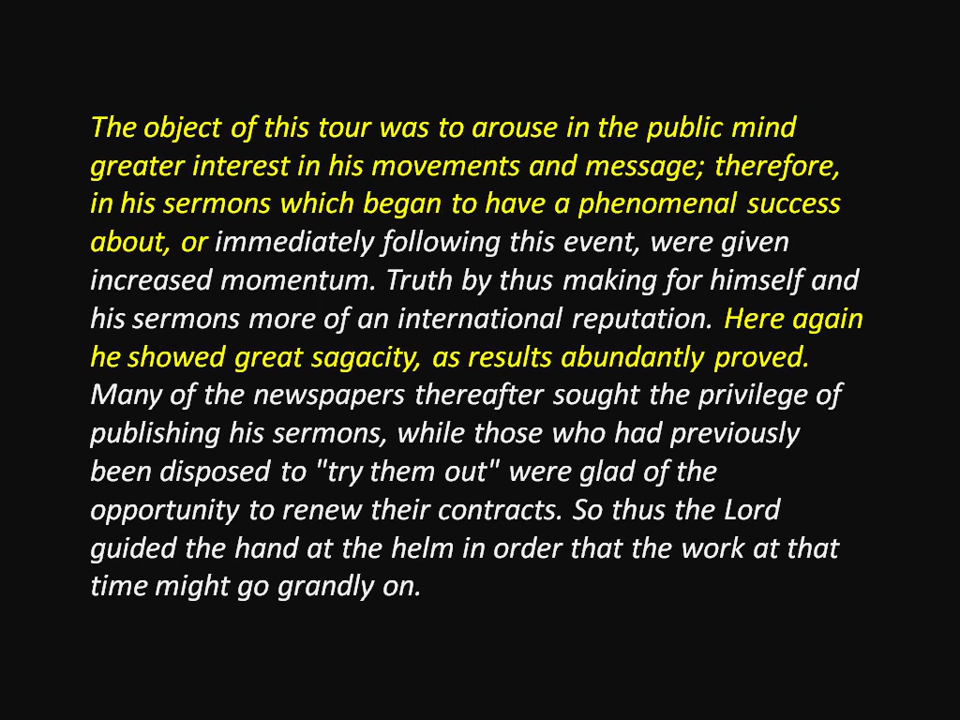 The object of this tour was to arouse in the public mind
greater interest in his movements and message; therefore,
in his sermons which began to have a phenomenal success
about, or immediately following this event, were given
increased momentum. Truth by thus making for himself and
his sermons more of an international reputation. Here again
he showed great sagacity, as results abundantly proved.
Many of the newspapers thereafter sought the privilege of
publishing his sermons, while those who had previously
been disposed to "try them out" were glad of the
opportunity to renew their contracts. So thus the Lord
guided the hand at the helm in order that the work at that
time might go grandly on.